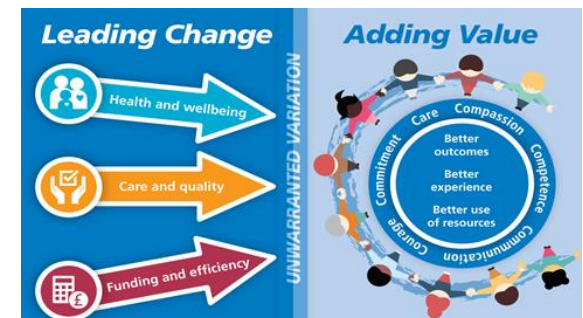 Leading Change
Health and wellbeing
Care and quality
Funding and efficiency
£
UNWARRANTED VARIATION
Adding Value
Care
Compassion
Competence
Communication
Courage
Commitment
Better
outcomes
Better
experience
Better use
of resources